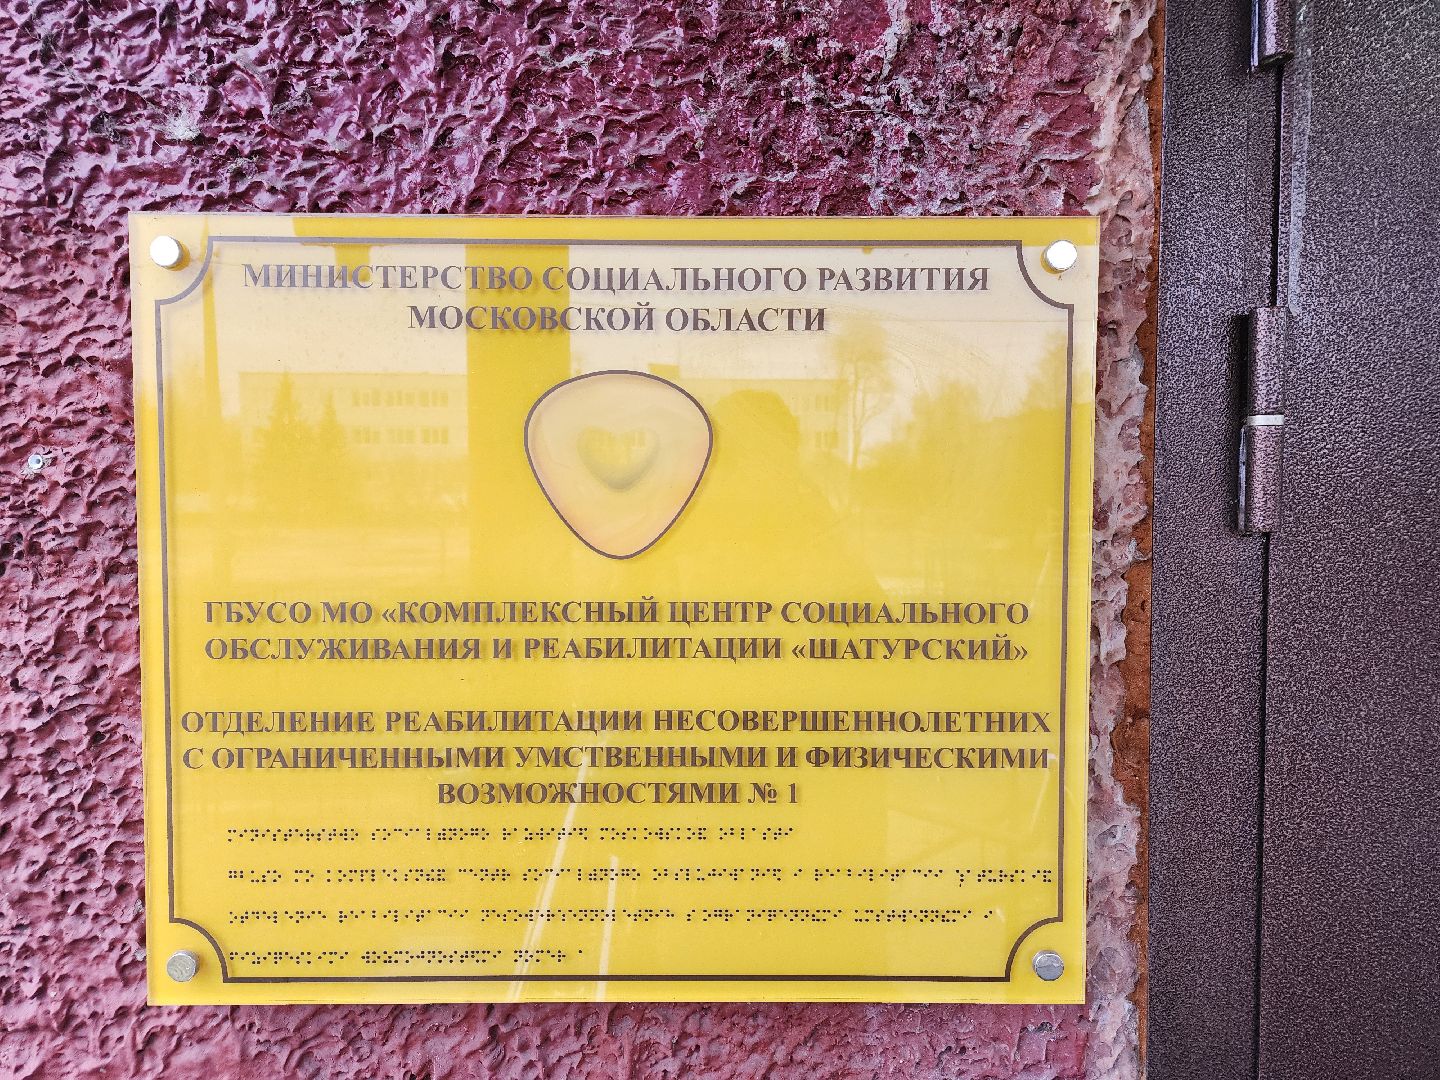 МИНИСТЕРСТВО СОЦИАЛЬНОГО РАЗВИТИЯ
МОСКОВСКОЙ ОБЛАСТИ
ГБУСО МО «КОМПЛЕКСНЫЙ ЦЕНТР СОЦИАЛЬНОГО
ОБСЛУЖИВАНИЯ И РЕАБИЛИТАЦИИ «ШАТУРСКИЙ»
ОТДЕЛЕНИЕ РЕАБИЛИТАЦИИ НЕСОВЕРШЕННОЛЕТНИХ
С ОГРАНИЧЕННЫМИ УМСТВЕННЫМИ И ФИЗИЧЕСКИМИ
ВОЗМОЖНОСТЯМИ № 1